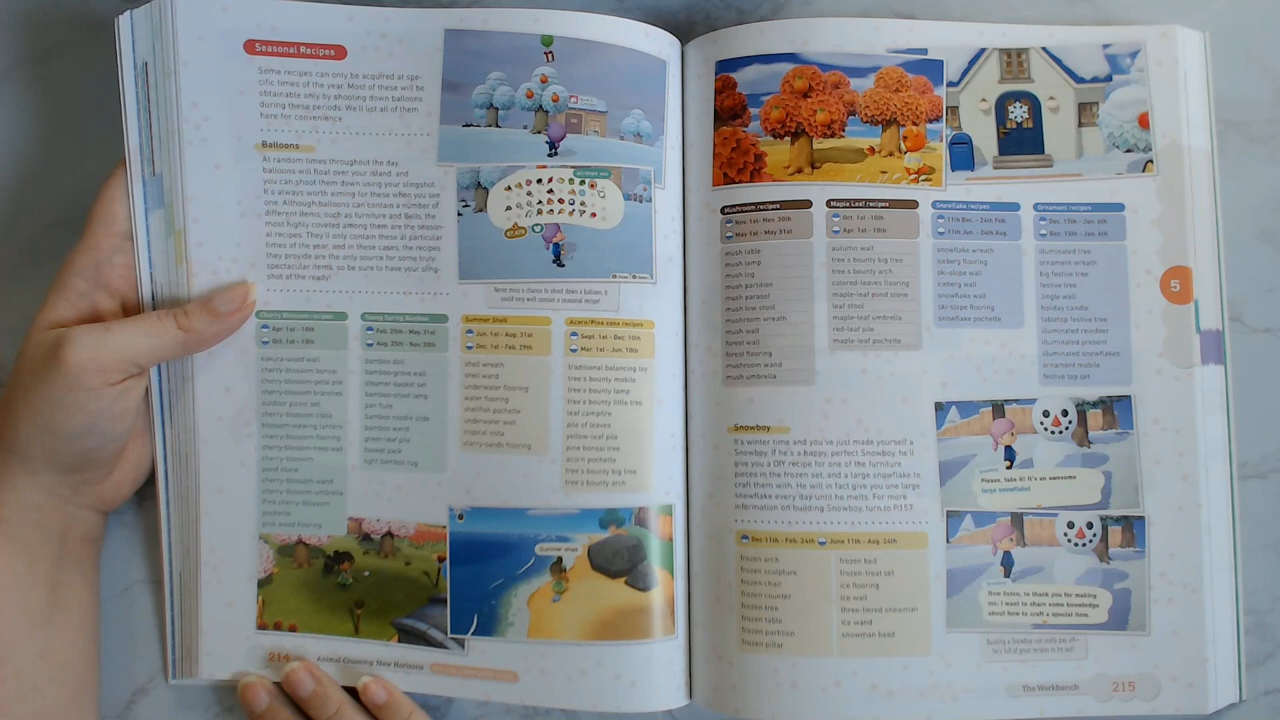 Seasonal Recipes
Some recipes can only be acquired at spe-
cific times of the year. Most of these will be
obtainable only by shooting down balloons
during these periods. We'll list all of them
here for convenience.
Balloons
At random times throughout the day,
balloons will float over your island, and
you can shoot them down using your slingshot.
It's always worth aiming for these when you see
one. Although balloons can contain a number of
different items, such as furniture and Bells, the
most highly coveted among them are the season-
al recipes. They'll only contain these at particular
times of the year, and in these cases, the recipes
they provide are the only source for some truly
spectacular items, so be sure to have your sling-
shot at the ready!
Never miss a chance to shoot down a balloon. It
could very well contain a seasonal recipe!
Cherry Blossom recipes
Apr. 1st - 10th
Oct. 1st - 10th
sakura-wood wall
cherry-blossom bonsai
cherry-blossom-petal pile
cherry-blossom branches
outdoor picnic set
cherry-blossom clock
blossom-viewing lantern
cherry-blossom flooring
cherry-blossom-trees wall
cherry-blossom
pond stone
cherry-blossom wand
cherry-blossom umbrella
Pink cherry-blossom
pochette
pink wood flooring
Young Spring Bamboo
Feb. 25th - May 31st
Aug. 25th - Nov. 30th
bamboo doll
bamboo-grove wall
steamer-basket set
bamboo-shoot lamp
pan flute
bamboo noodle slide
bamboo wand
green-leaf pile
basket pack
light bamboo rug
Summer Shell
Jun. 1st - Aug. 31st
Dec. 1st - Feb. 29th
shell wreath
shell wand
underwater flooring
water flooring
shellfish pochette
underwater wall
tropical vista
starry-sands flooring
Acorn/Pine cone recipes
Sept. 1st - Dec. 10th
Mar. 1st - Jun. 10th
traditional balancing toy
tree's bounty mobile
tree's bounty lamp
tree's bounty little tree
leaf campfire
pile of leaves
yellow-leaf pile
pine bonsai tree
acorn pochette
tree's bounty big tree
tree's bounty arch
Summer shell
214
Animal Crossing: New Horizons
Mushroom recipes
Nov. 1st - Nov. 30th
May 1st - May 31st
mush table
mush lamp
mush log
mush partition
mush parasol
mush low stool
mushroom wreath
mush wall
forest wall
forest flooring
mushroom wand
mush umbrella
Maple Leaf recipes
Oct. 1st - 10th
Apr. 1st - 10th
autumn wall
tree's bounty big tree
tree's bounty arch
colored-leaves flooring
maple-leaf pond stone
leaf stool
maple-leaf umbrella
red-leaf pile
maple-leaf pochette
Snowflake recipes
11th Dec. - 24th Feb.
11th Jun. - 24th Aug.
snowflake wreath
iceberg flooring
ski-slope wall
iceberg wall
snowflake wall
ski-slope flooring
snowflake pochette
Ornament recipes
Dec. 15th - Jan. 6th
Dec. 15th - Jan. 6th
illuminated tree
ornament wreath
big festive tree
festive tree
Jingle wall
holiday candle
tabletop festive tree
illuminated reindeer
illuminated present
illuminated snowflakes
ornament mobile
festive top set
5
Snowboy
It's winter time and you've just made yourself a
Snowboy. If he's a happy, perfect Snowboy, he'll
give you a DIY recipe for one of the furniture
pieces in the frozen set, and a large snowflake to
craft them with. He will in fact give you one large
snowflake every day until he melts. For more
information on building Snowboy, turn to P.157.
Dec 11th - Feb. 24th June 11th - Aug. 24th
frozen arch
frozen sculpture
frozen chair
frozen counter
frozen tree
frozen table
frozen partition
frozen pillar
frozen bed
frozen-treat set
ice flooring
ice wall
three-tiered snowman
ice wand
snowman head
Snowboy
Please, take it! It's an awesome
large snowflake!
Snowboy
Now listen, to thank you for making
me, I want to share some knowledge
about how to craft a special item.
Building a Snowboy can really pay off—
he's full of great recipes to try out!
The Workbench
215